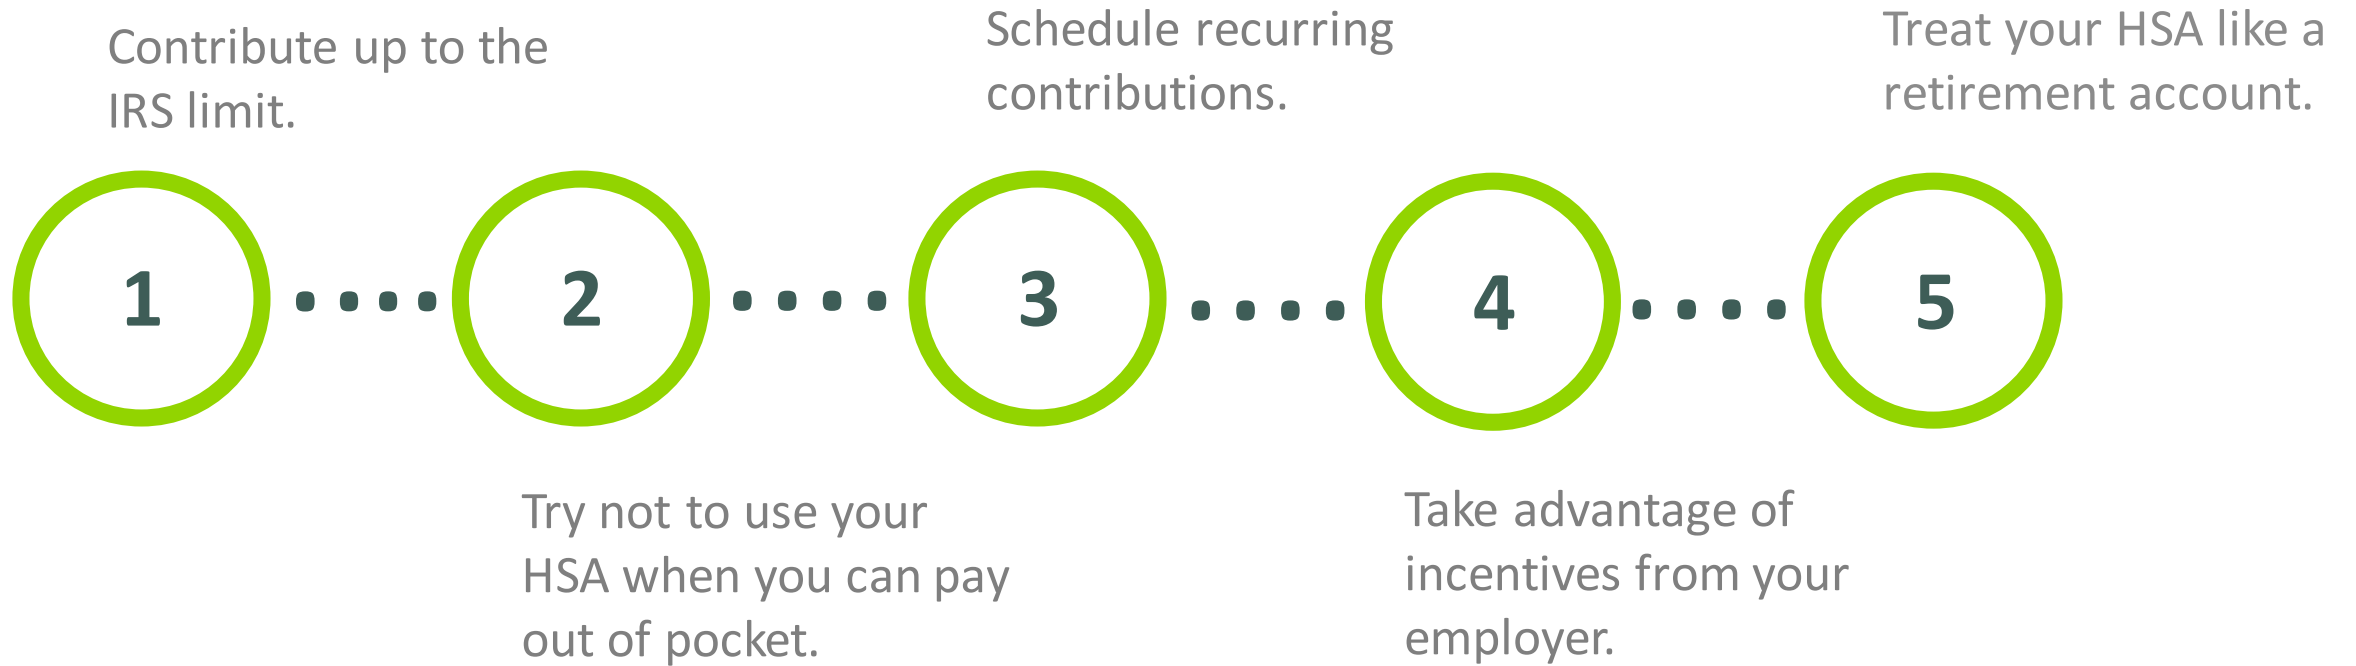 Contribute up to the
IRS limit.
1
Try not to use your
HSA when you can pay
out of pocket.
2
Schedule recurring
contributions.
3
Take advantage of
incentives from your
employer.
4
Treat your HSA like a
retirement account.
5